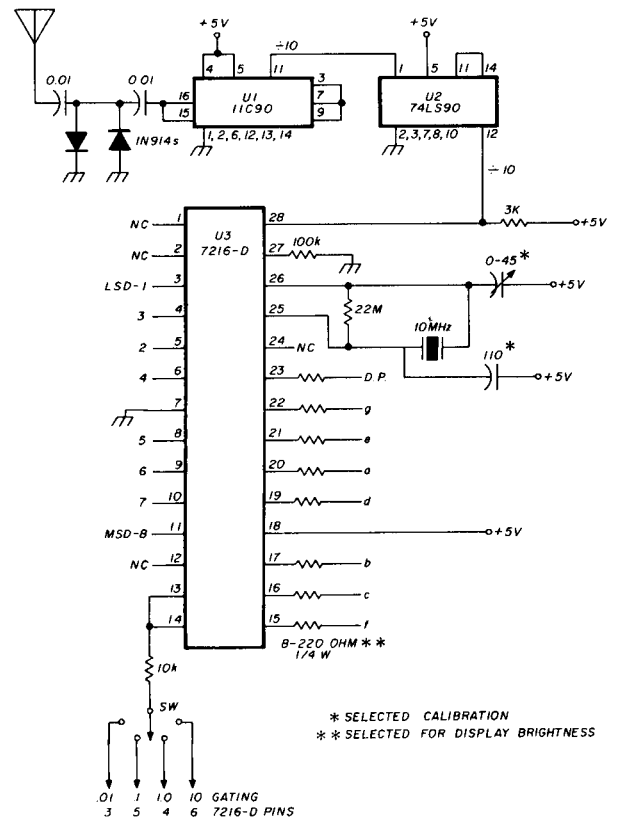 +5V
÷10
+5V
0.01
0.01
4
5
11
3
1
5
11
14
16
U1
7
U2
15
11C90
9
74LS90
1N914s
1, 2, 6, 12, 13, 14
2, 3, 7, 8, 10
12
÷10
NC
1
U3
28
3K
+5V
NC
2
7216-D
27
100k
LSD-1
3
26
0-45*
+5V
3
4
25
22M
10MHz
2
5
24
NC
110*
4
6
23
D.P.
+5V
7
22
g
5
8
21
e
6
9
20
a
7
10
19
d
MSD-8
11
18
+5V
NC
12
17
b
13
16
c
14
15
f
8-220 OHM **
1/4 W
10k
SW
* SELECTED CALIBRATION
** SELECTED FOR DISPLAY BRIGHTNESS
.01 .1 1.0 10 GATING
3 5 4 6 7216-D PINS